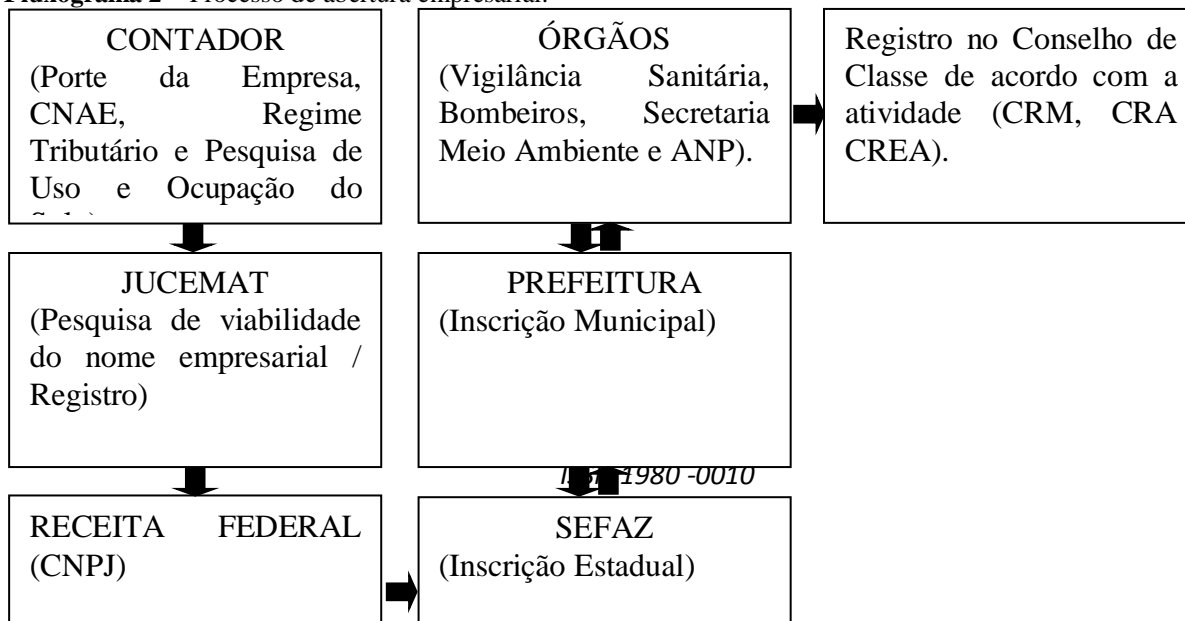 Fluxograma 2 – Processo de abertura empresarial.
CONTADOR
(Porte da Empresa,
CNAE, Regime
Tributário e Pesquisa de
Uso e Ocupação do
ÓRGÃOS
(Vigilância Sanitária,
Bombeiros, Secretaria
Meio Ambiente e ANP).
Registro no Conselho de
Classe de acordo com a
atividade (CRM, CRA
CREA).
JUCEMAT
(Pesquisa de viabilidade
do nome empresarial /
Registro)
PREFEITURA
(Inscrição Municipal)
1980 -0010
RECEITA FEDERAL
(CNPJ)
SEFAZ
(Inscrição Estadual)